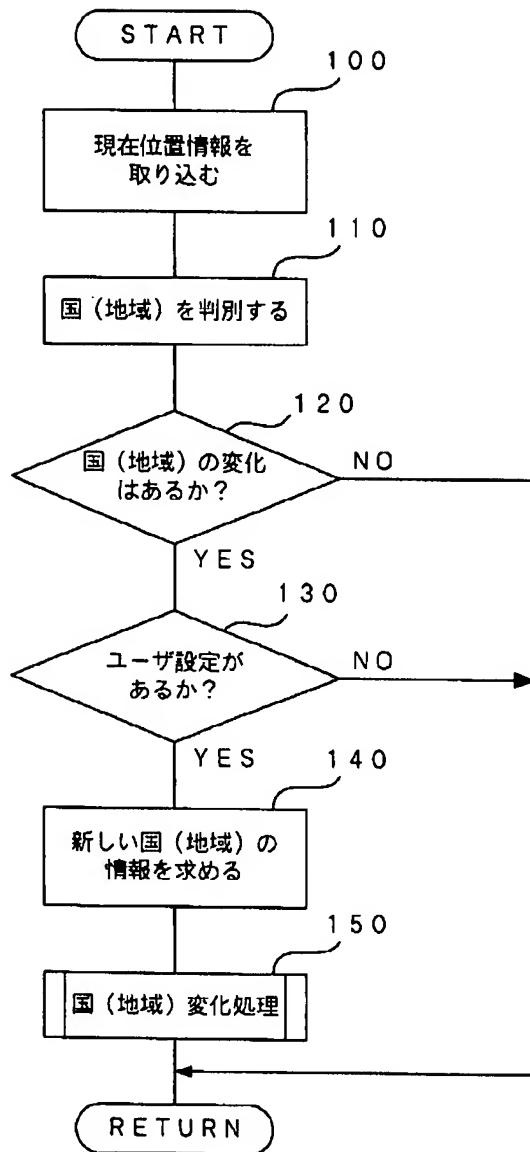 START
100
現在位置情報を
取り込む
110
国（地域）を判別する
120
国（地域）の変化
はあるか？
NO
YES
130
ユーザ設定が
あるか？
NO
YES
140
新しい国（地域）の
情報を求める
150
国（地域）変化処理
RETURN